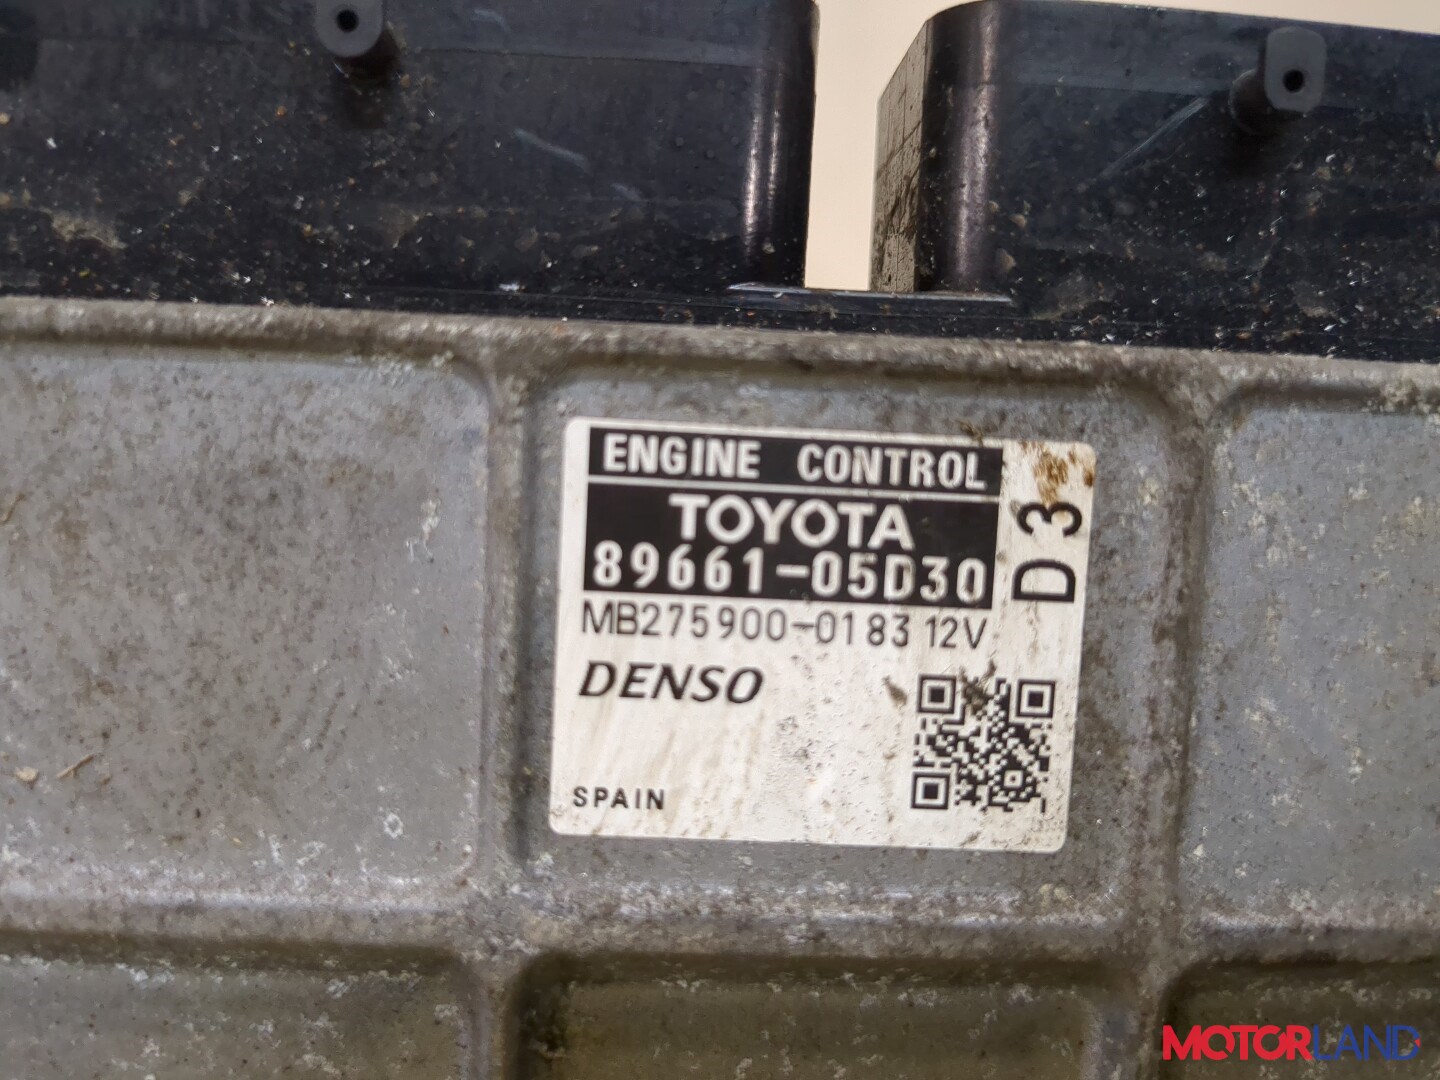 ENGINE CONTROL
TOYOTA
89661-05D30
D3
MB275900-0183 12V
DENSO
SPAIN
MOTORLAND